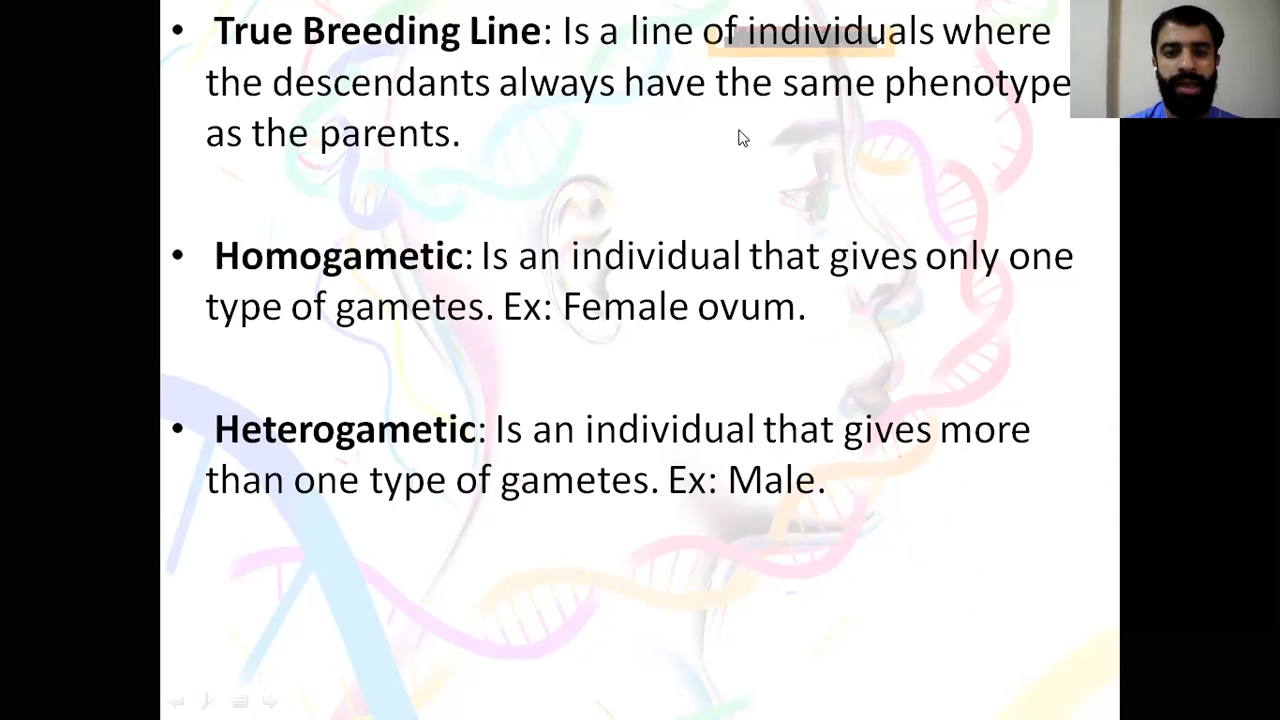 • True Breeding Line: Is a line of individuals where
the descendants always have the same phenotype
as the parents.
• Homogametic: Is an individual that gives only one
type of gametes. Ex: Female ovum.
• Heterogametic: Is an individual that gives more
than one type of gametes. Ex: Male.